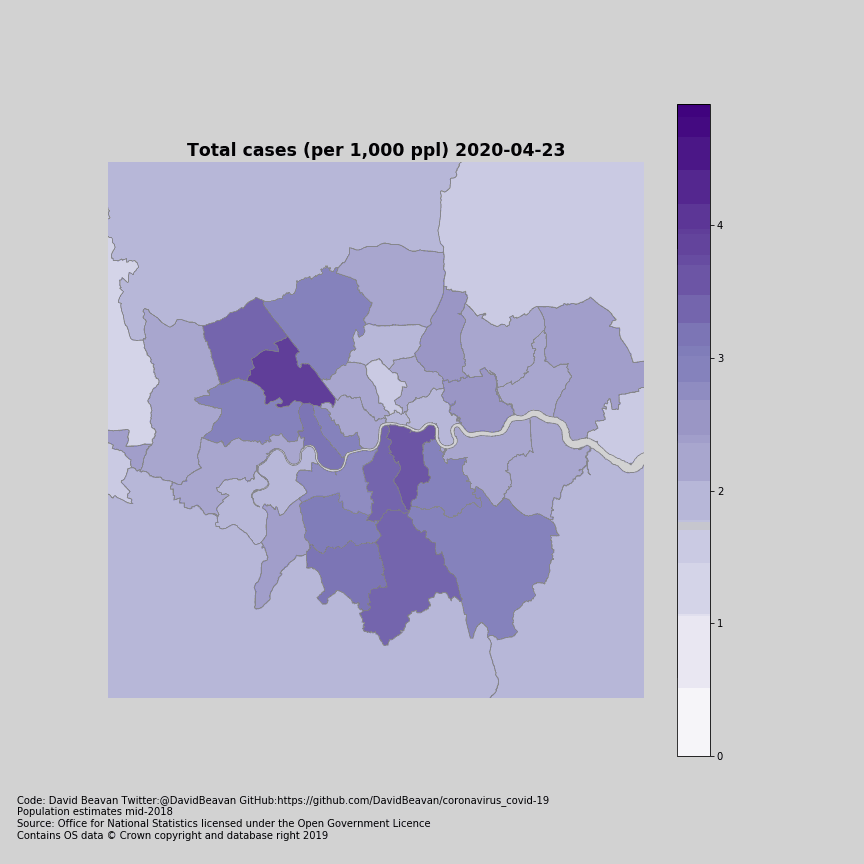 Total cases (per 1,000 ppl) 2020-04-23
4
3
2
1
0
Code: David Beavan Twitter:@DavidBeavan GitHub:https://github.com/DavidBeavan/coronavirus_covid-19
Population estimates mid-2018
Source: Office for National Statistics licensed under the Open Government Licence
Contains OS data © Crown copyright and database right 2019